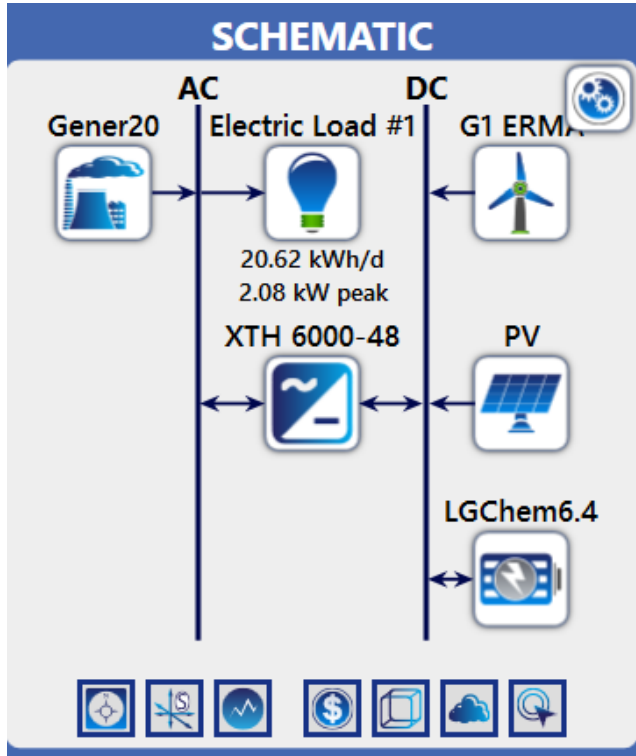 SCHEMATIC
AC DC
Gener20 Electric Load #1 G1 ERMA
20.62 kWh/d
2.08 kW peak
XTH 6000-48 PV
LGChem6.4
N
S
$